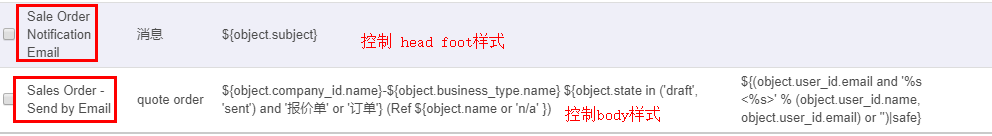 Sale Order
Notification
Email
消息
${object.subject}
控制 head foot样式
Sales Order -
Send by Email
quote order
${object.company_id.name}-${object.business_type.name} ${object.state in ('draft',
'sent') and '报价单' or '订单'} (Ref ${object.name or 'n/a' })
控制body样式
${(object.user_id.email and '%s
<%s>' % (object.user_id.name,
object.user_id.email) or '')|safe}